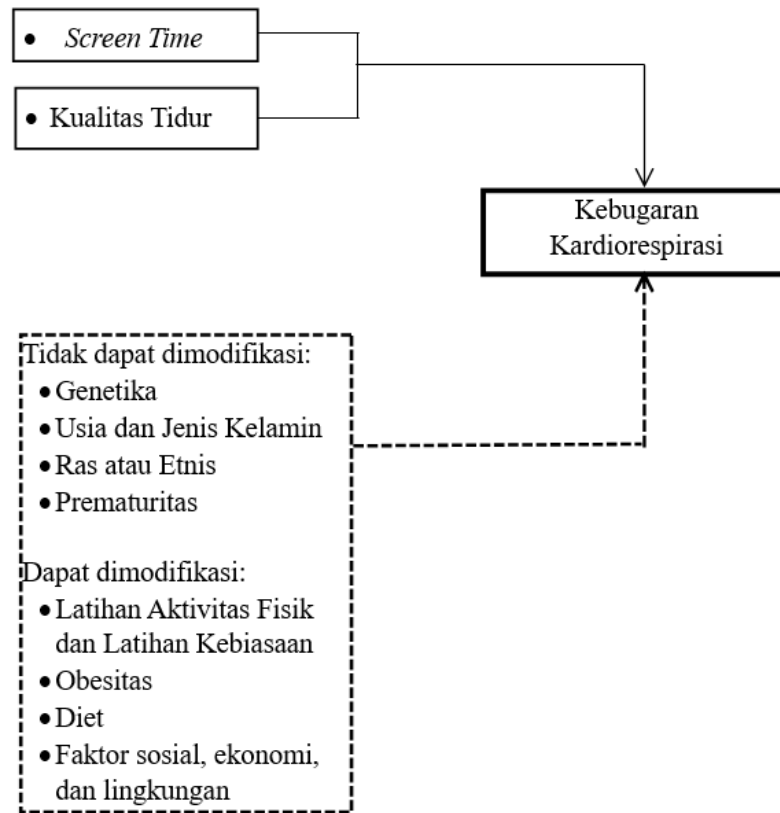 • Screen Time
• Kualitas Tidur
Kebugaran
Kardiorespirasi
Tidak dapat dimodifikasi:
• Genetika
• Usia dan Jenis Kelamin
• Ras atau Etnis
• Prematuritas
Dapat dimodifikasi:
• Latihan Aktivitas Fisik
dan Latihan Kebiasaan
• Obesitas
• Diet
• Faktor sosial, ekonomi,
dan lingkungan